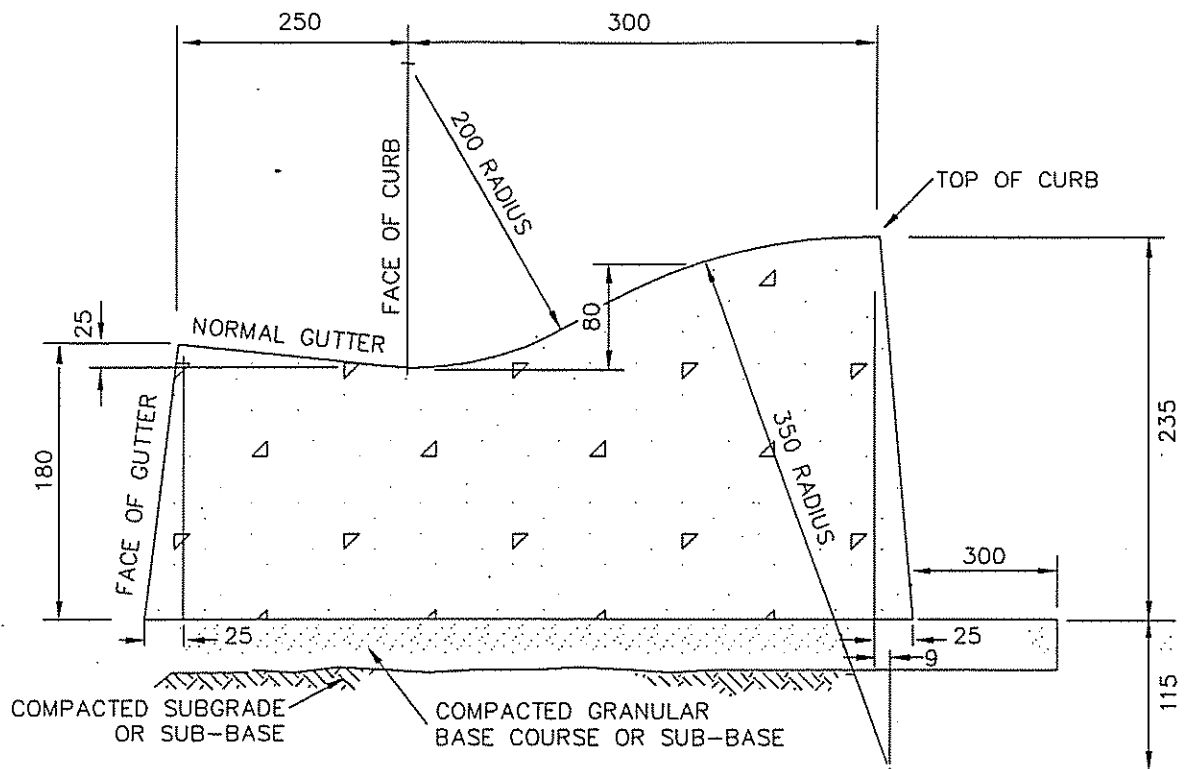 250
300
FACE OF CURB
200 RADIUS
TOP OF CURB
25
NORMAL GUTTER
80
FACE OF GUTTER
180
350 RADIUS
235
300
25
25
9
115
COMPACTED SUBGRADE
OR SUB-BASE
COMPACTED GRANULAR
BASE COURSE OR SUB-BASE